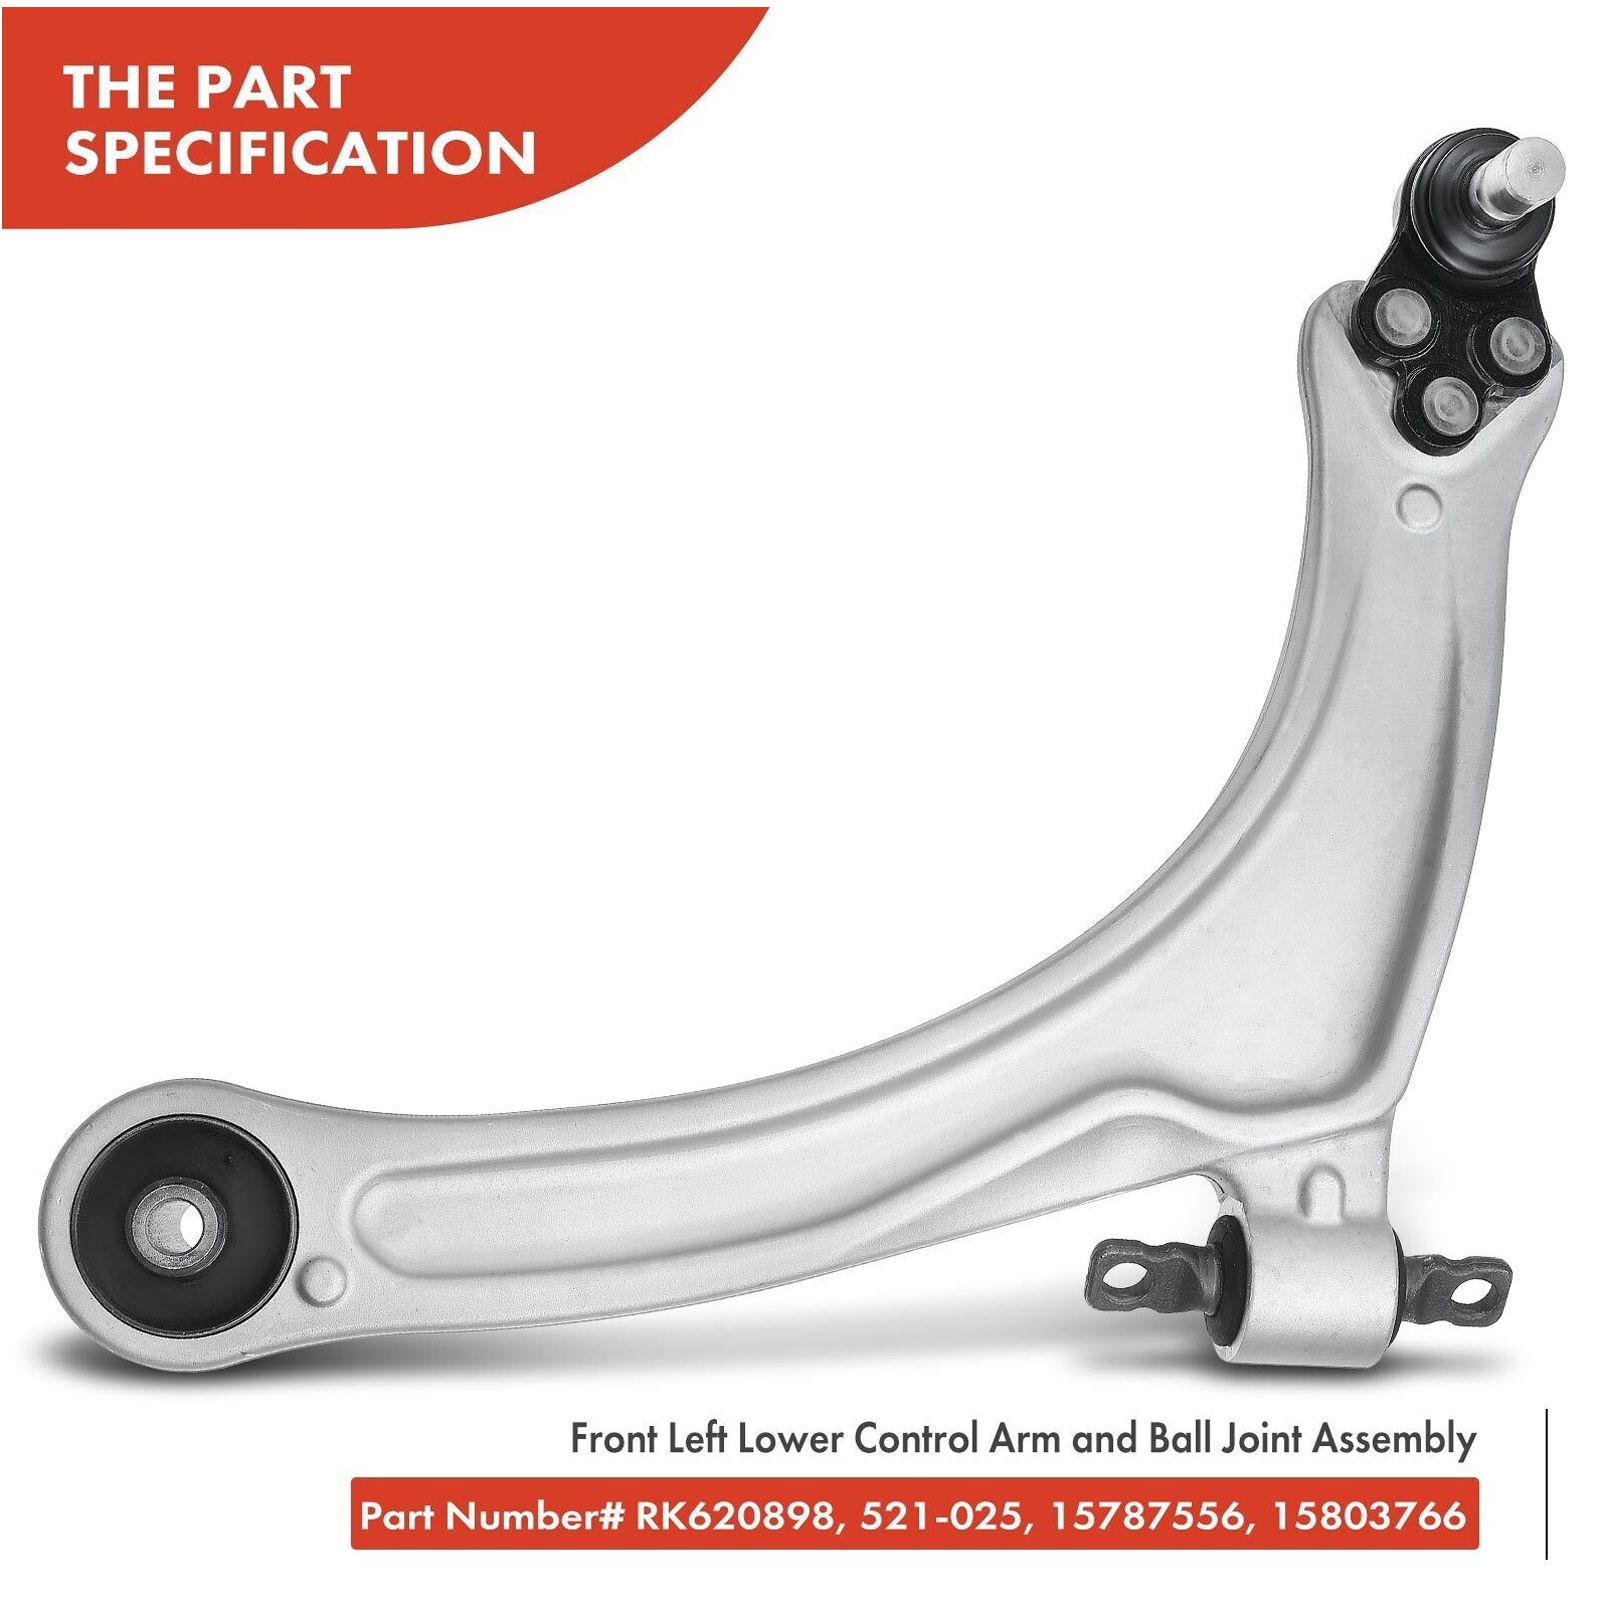 THE PART
SPECIFICATION
Front Left Lower Control Arm and Ball Joint Assembly
Part Number# RK620898, 521-025, 15787556, 15803766